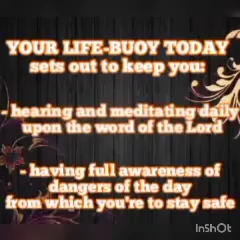 YOUR LIFE-BUOY TODAY
sets out to keep you:
- hearing and meditating daily
upon the word of the Lord
- having full awareness of
dangers of the day
from which you're to stay safe
InShOt